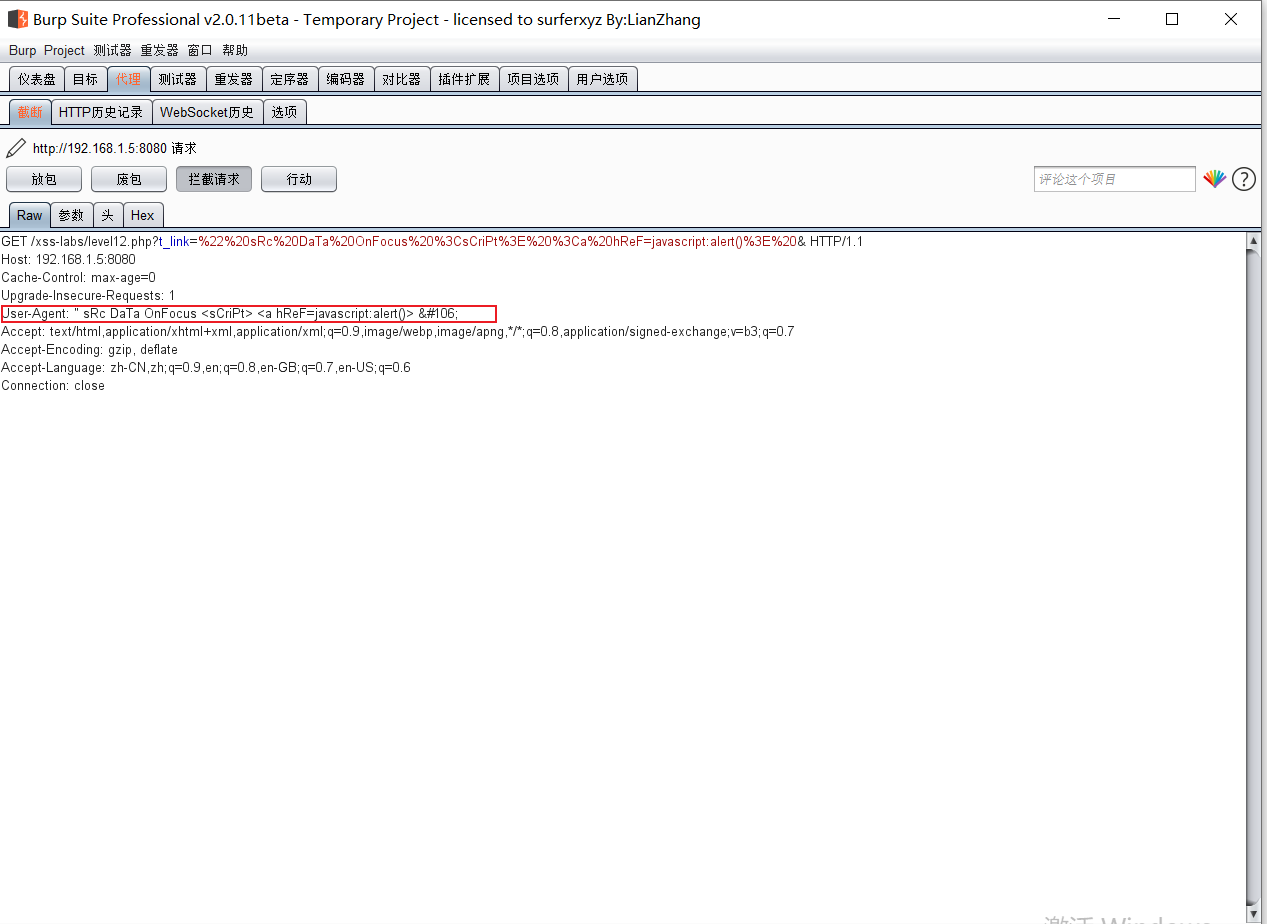 Burp Suite Professional v2.0.11beta - Temporary Project - licensed to surferxyz By:LianZhang
Burp Project 测试器 重发器 窗口 帮助
仪表盘 目标 代理 测试器 重发器 定序器 编码器 对比器 插件扩展 项目选项 用户选项
截断 HTTP历史记录 WebSocket历史 选项
http://192.168.1.5:8080 请求
放包 废包 拦截请求 行动 评论这个项目 ?
Raw 参数 头 Hex
GET /xss-labs/level12.php?t_link=%22%20sRc%20DaTa%20OnFocus%20%3CsCriPt%3E%20%3Ca%20hReF=javascript:alert()%3E%20& HTTP/1.1
Host: 192.168.1.5:8080
Cache-Control: max-age=0
Upgrade-Insecure-Requests: 1
User-Agent: " sRc DaTa OnFocus <sCriPt> <a hReF=javascript:alert()> &#106;
Accept: text/html,application/xhtml+xml,application/xml;q=0.9,image/webp,image/apng,*/*;q=0.8,application/signed-exchange;v=b3;q=0.7
Accept-Encoding: gzip, deflate
Accept-Language: zh-CN,zh;q=0.9,en;q=0.8,en-GB;q=0.7,en-US;q=0.6
Connection: close
激活 Windows